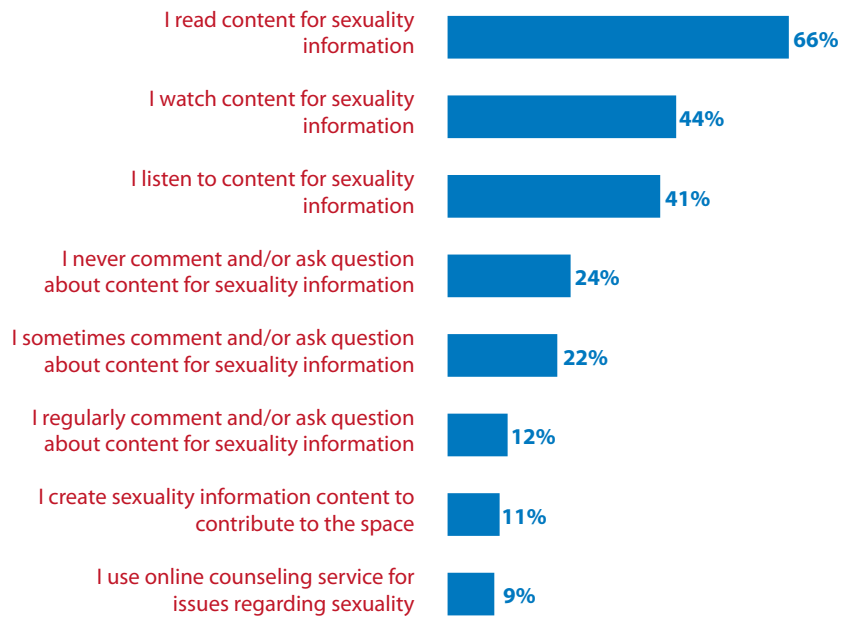 I read content for sexuality
information
66%
I watch content for sexuality
information
44%
I listen to content for sexuality
information
41%
I never comment and/or ask question
about content for sexuality information
24%
I sometimes comment and/or ask question
about content for sexuality information
22%
I regularly comment and/or ask question
about content for sexuality information
12%
I create sexuality information content to
contribute to the space
11%
I use online counseling service for
issues regarding sexuality
9%